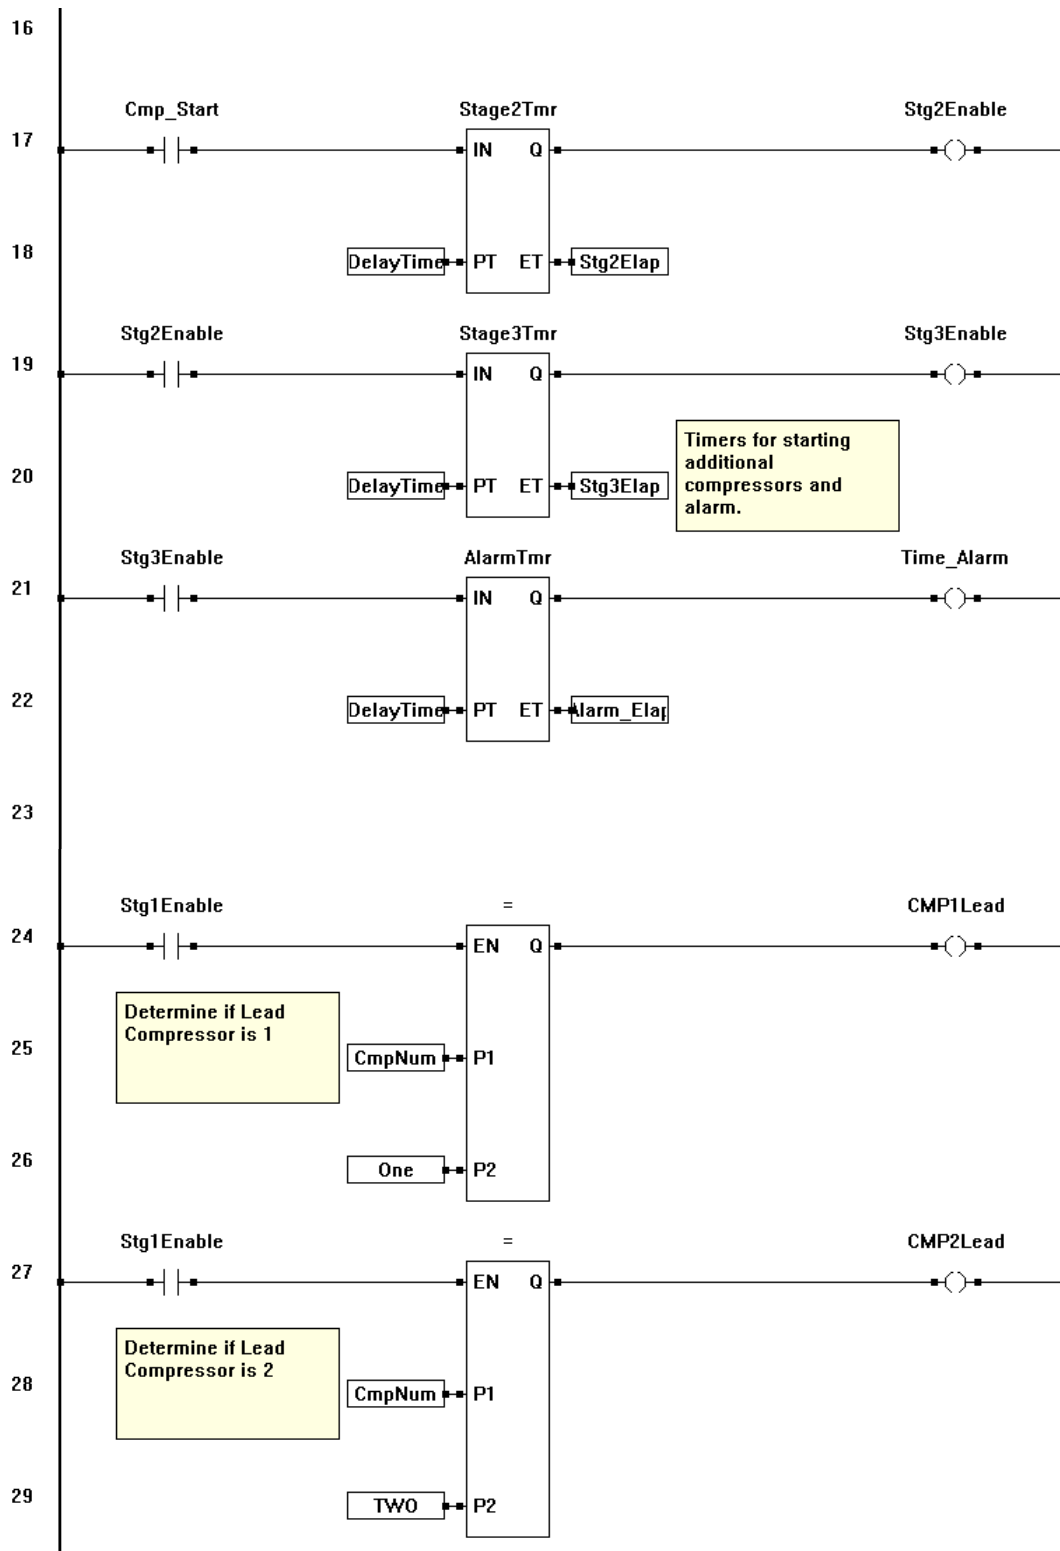 16
Cmp_Start Stage2Tmr Stg2Enable
17 IN Q
18 DelayTime PT ET Stg2Elap
Stg2Enable Stage3Tmr Stg3Enable
19 IN Q
Timers for starting
additional
compressors and
alarm.
20 DelayTime PT ET Stg3Elap
Stg3Enable AlarmTmr Time_Alarm
21 IN Q
22 DelayTime PT ET Alarm_Elap
23
Stg1Enable = CMP1Lead
24 EN Q
Determine if Lead
Compressor is 1
25 CmpNum P1
26 One P2
Stg1Enable = CMP2Lead
27 EN Q
Determine if Lead
Compressor is 2
28 CmpNum P1
29 TWO P2